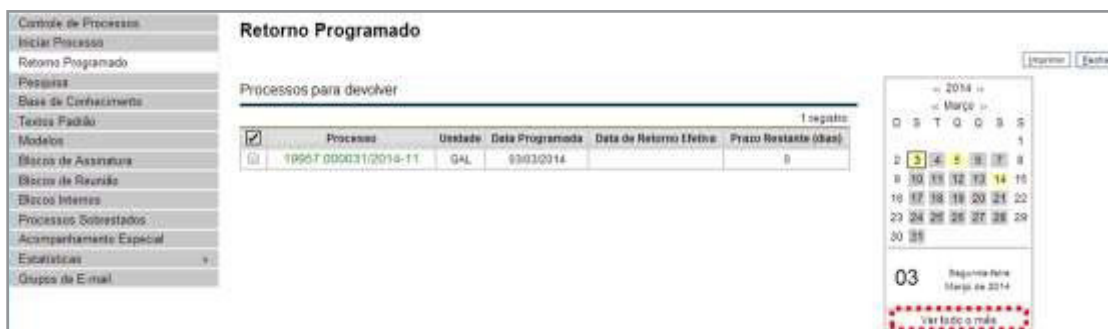 Controle de Processos
Iniciar Processo
Retorno Programado
Pesquisa
Base de Conhecimento
Textos Padrão
Modelos
Blocos de Assinatura
Blocos de Reunião
Blocos Internos
Processos Sobrestados
Acompanhamento Especial
Estatísticas
Grupos de E-mail
Retorno Programado
Imprimir Fechar
Processos para devolver
1 registro
Processo Unidade Data Programada Data de Retorno Efetiva Prazo Restante (dias)
19957.000031/2014-11 GAL 03/03/2014 0
‹‹ 2014 ››
‹‹ Março ››
D S T Q Q S S
1
2 3 4 5 6 7 8
9 10 11 12 13 14 15
16 17 18 19 20 21 22
23 24 25 26 27 28 29
30 31
03 Segunda-feira
Março de 2014
Ver todo o mês